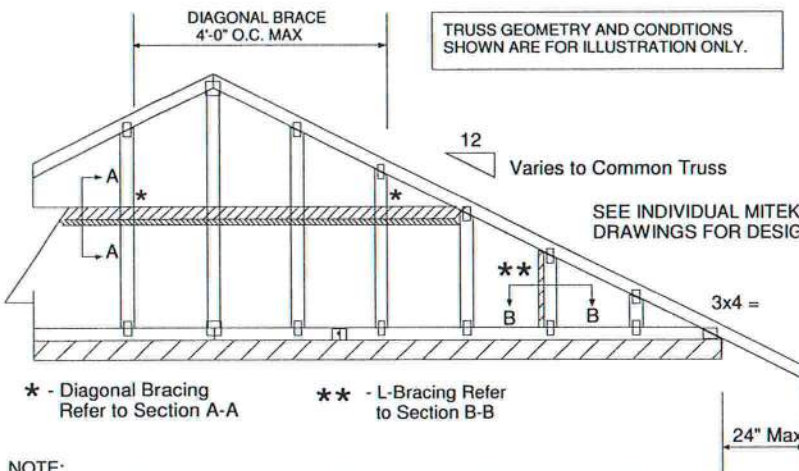 DIAGONAL BRACE
4'-0" O.C. MAX
TRUSS GEOMETRY AND CONDITIONS
SHOWN ARE FOR ILLUSTRATION ONLY.
12
Varies to Common Truss
A
*
*
SEE INDIVIDUAL MITEK
DRAWINGS FOR DESIG
A
**
B
B
3x4 =
* - Diagonal Bracing
Refer to Section A-A
** - L-Bracing Refer
to Section B-B
24" Max
NOTE: